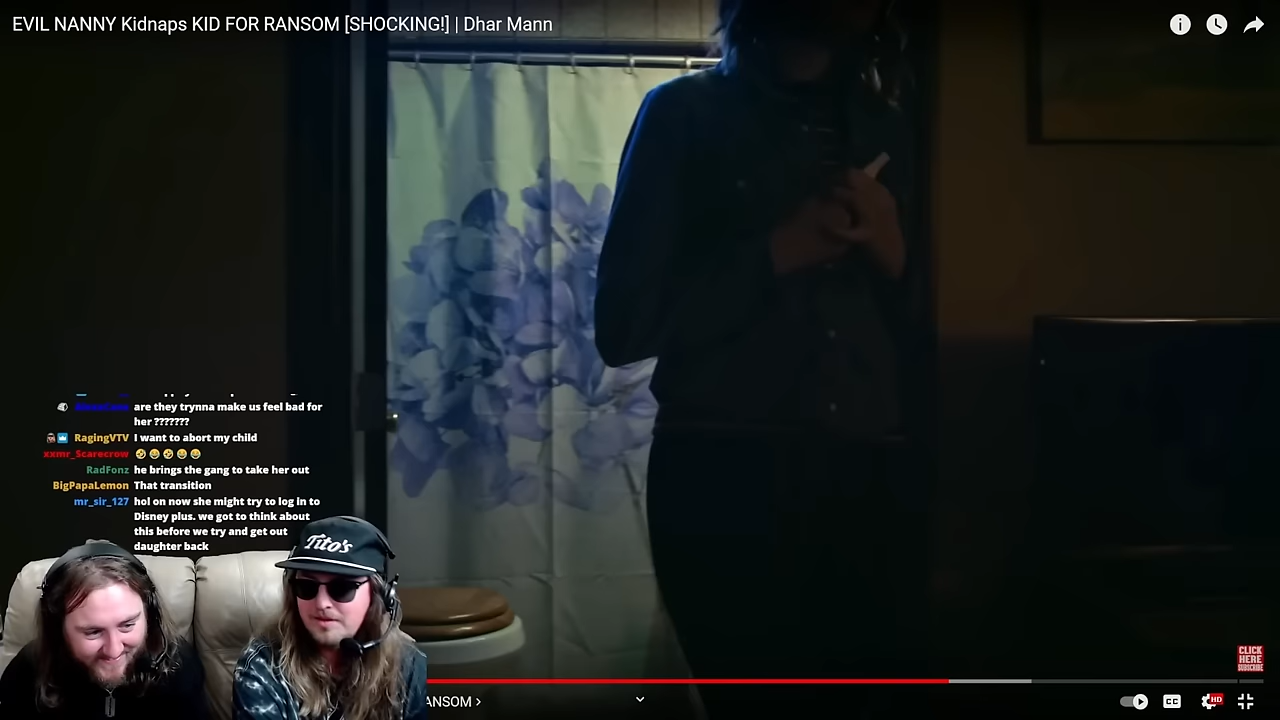 EVIL NANNY Kidnaps KID FOR RANSOM [SHOCKING!] | Dhar Mann
are they trynna make us feel bad for
her ???????
RagingVTV I want to abort my child
xxmr_Scarecrow 🤣😂🤣😂😂
RadFonz he brings the gang to take her out
BigPapaLemon That transition
mr_sir_127 hol on now she might try to log in to
Disney plus. we got to think about
this before we try and get out
daughter back
Tito's
CLICK
HERE
SUBSCRIBE
ANSOM ›
CC
HD